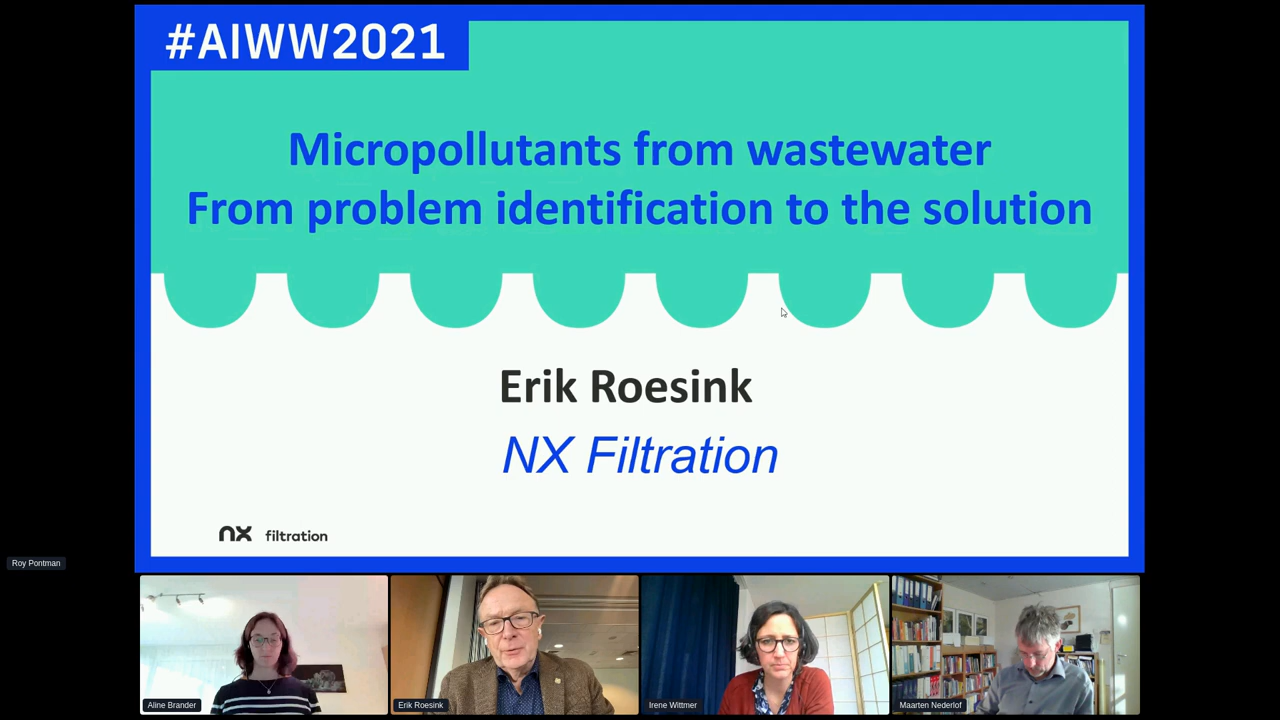 #AIWW2021
Micropollutants from wastewater
From problem identification to the solution
Erik Roesink
NX Filtration
nx filtration
Roy Pontman
Aline Brander
Erik Roesink
Irene Wittmer
Maarten Nederlof